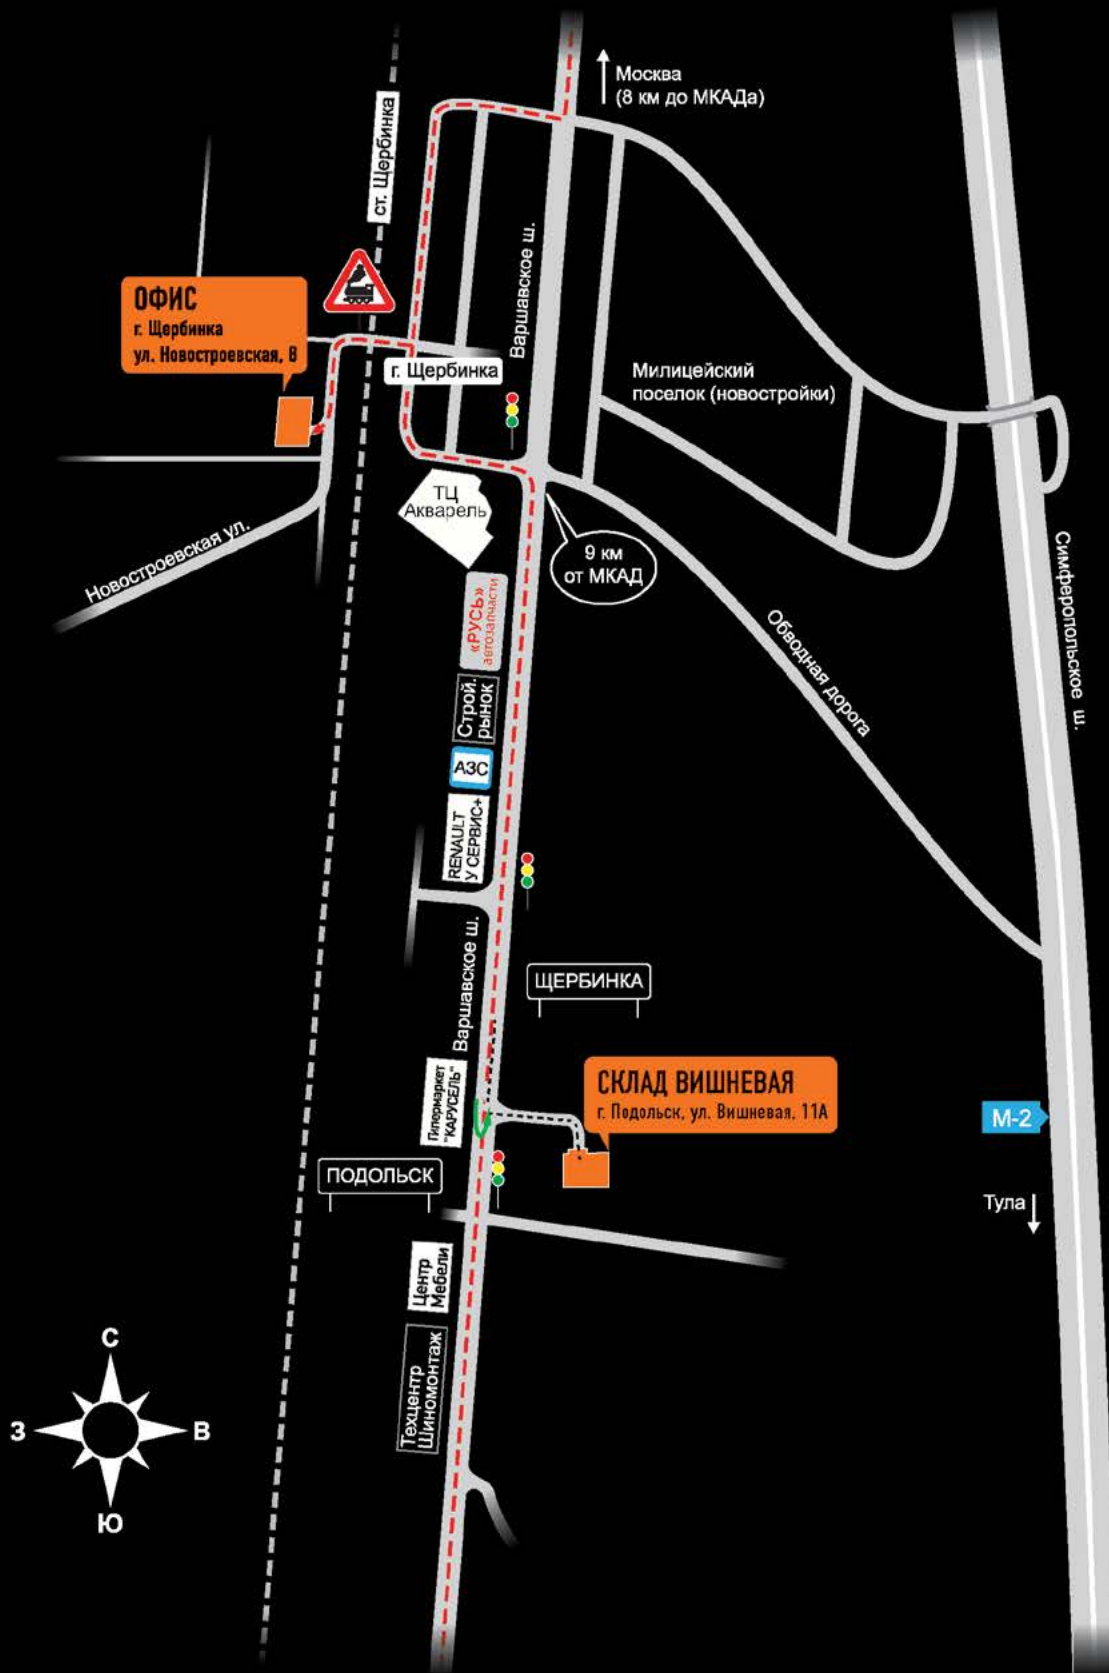 Москва
(8 км до МКАДа)
ст. Щербинка
Варшавское ш.
ОФИС
г. Щербинка
ул. Новостроевская, 8
г. Щербинка
Милицейский
поселок (новостройки)
ТЦ
Акварель
9 км
от МКАД
Новостроевская ул.
«РУСЬ»
автозапчасти
Симферопольское ш.
Обводная дорога
Строй.
рынок
АЗС
RENAULT
У СЕРВИС+
Варшавское ш.
ЩЕРБИНКА
Гипермаркет
"КАРУСЕЛЬ"
СКЛАД ВИШНЕВАЯ
г. Подольск, ул. Вишневая, 11А
М-2
ПОДОЛЬСК
Тула
Центр
Мебели
Техцентр
Шиномонтаж
С
З
В
Ю